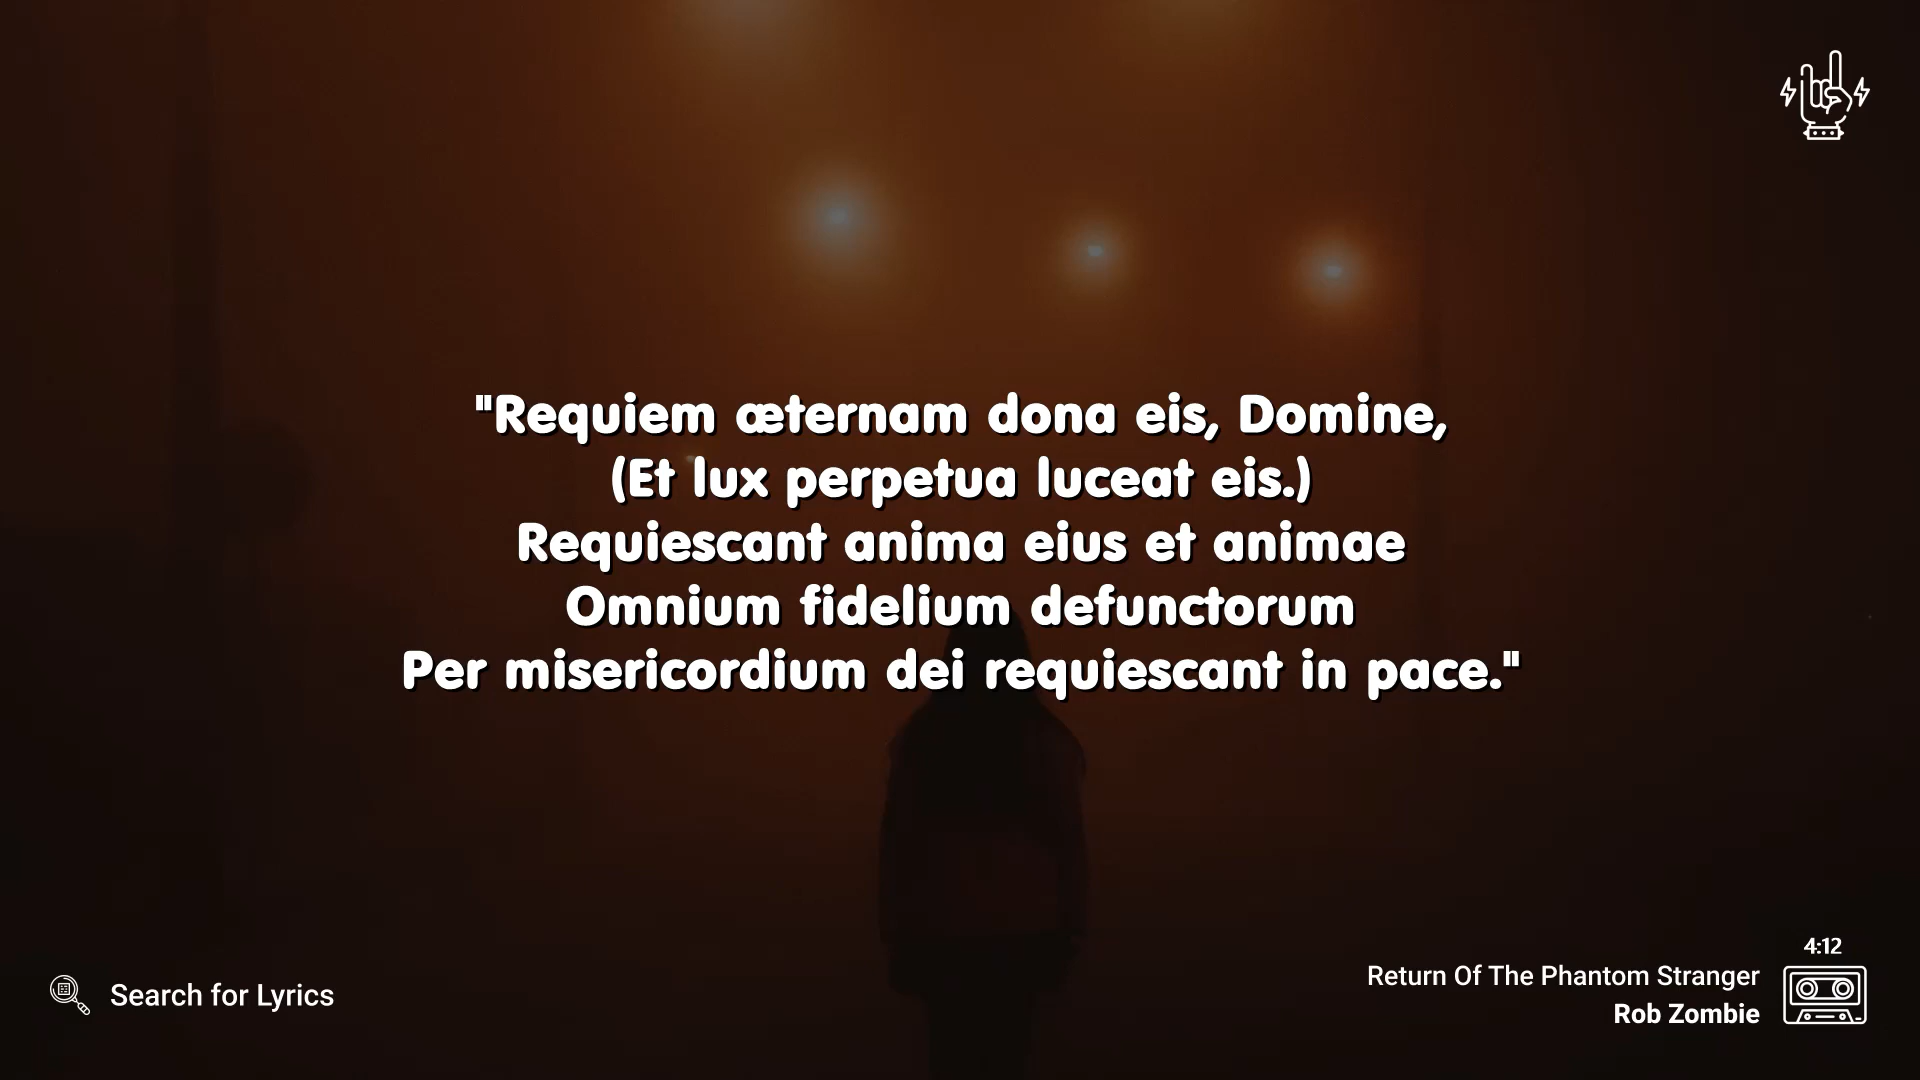 "Requiem æternam dona eis, Domine,
(Et lux perpetua luceat eis.)
Requiescant anima eius et animae
Omnium fidelium defunctorum
Per misericordium dei requiescant in pace."
Search for Lyrics
4:12
Return Of The Phantom Stranger
Rob Zombie